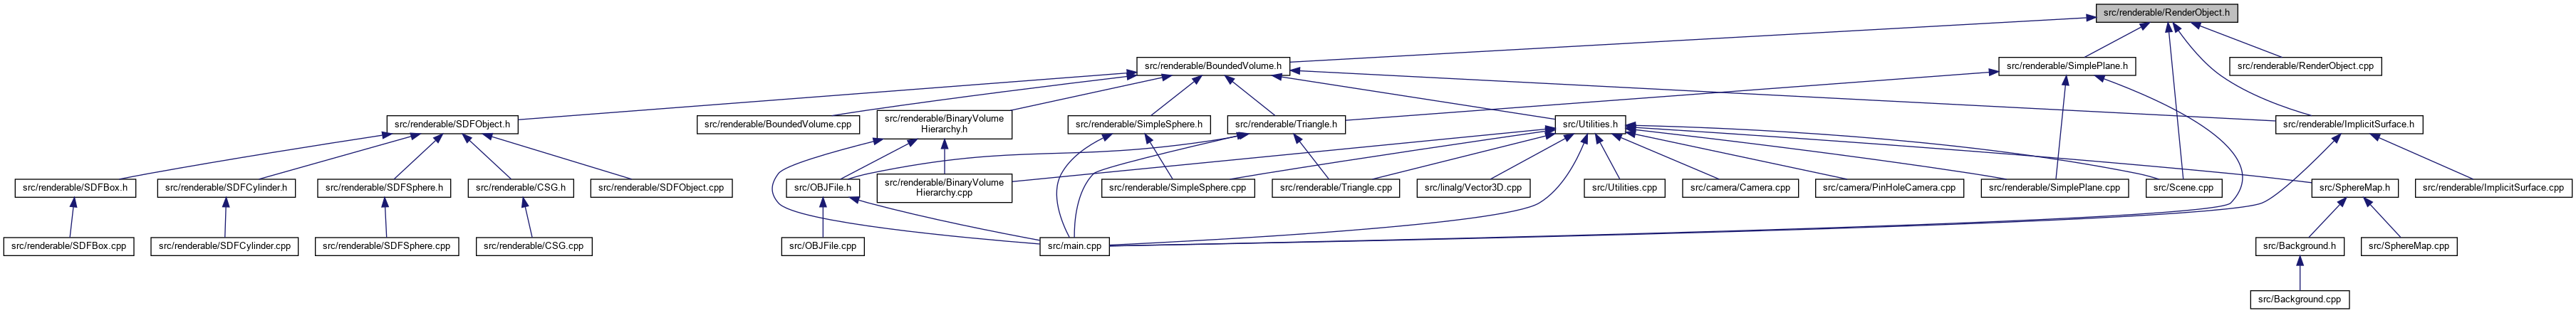 src/renderable/RenderObject.h
src/renderable/BoundedVolume.h
src/renderable/SimplePlane.h
src/renderable/RenderObject.cpp
src/renderable/SDFObject.h
src/renderable/BoundedVolume.cpp
src/renderable/BinaryVolume
Hierarchy.h
src/renderable/SimpleSphere.h
src/renderable/Triangle.h
src/Utilities.h
src/renderable/ImplicitSurface.h
src/renderable/SDFBox.h
src/renderable/SDFCylinder.h
src/renderable/SDFSphere.h
src/renderable/CSG.h
src/renderable/SDFObject.cpp
src/OBJFile.h
src/renderable/BinaryVolume
Hierarchy.cpp
src/renderable/SimpleSphere.cpp
src/renderable/Triangle.cpp
src/linalg/Vector3D.cpp
src/Utilities.cpp
src/camera/Camera.cpp
src/camera/PinHoleCamera.cpp
src/renderable/SimplePlane.cpp
src/Scene.cpp
src/SphereMap.h
src/renderable/ImplicitSurface.cpp
src/renderable/SDFBox.cpp
src/renderable/SDFCylinder.cpp
src/renderable/SDFSphere.cpp
src/renderable/CSG.cpp
src/OBJFile.cpp
src/main.cpp
src/Background.h
src/SphereMap.cpp
src/Background.cpp